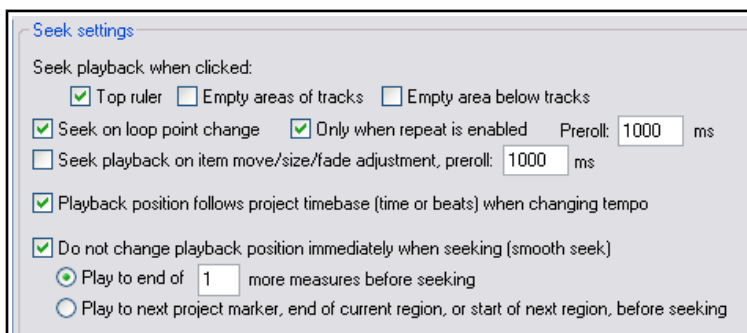 Seek settings
Seek playback when clicked:
Top ruler Empty areas of tracks Empty area below tracks
Seek on loop point change Only when repeat is enabled Preroll: 1000 ms
Seek playback on item move/size/fade adjustment, preroll: 1000 ms
Playback position follows project timebase (time or beats) when changing tempo
Do not change playback position immediately when seeking (smooth seek)
Play to end of 1 more measures before seeking
Play to next project marker, end of current region, or start of next region, before seeking